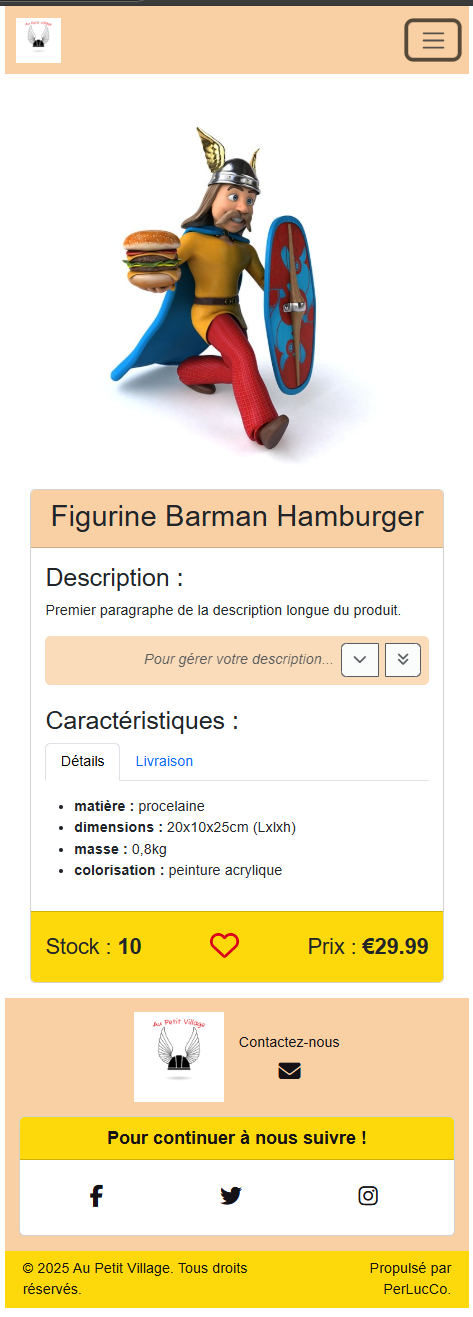 Au Petit Village
Figurine Barman Hamburger
Description :
Premier paragraphe de la description longue du produit.
Pour gérer votre description...
Caractéristiques :
Détails Livraison
matière : procelaine
dimensions : 20x10x25cm (Lxlxh)
masse : 0,8kg
colorisation : peinture acrylique
Stock : 10 Prix : €29.99
Au Petit Village
Contactez-nous
Pour continuer à nous suivre !
© 2025 Au Petit Village. Tous droits réservés.
Propulsé par PerLucCo.